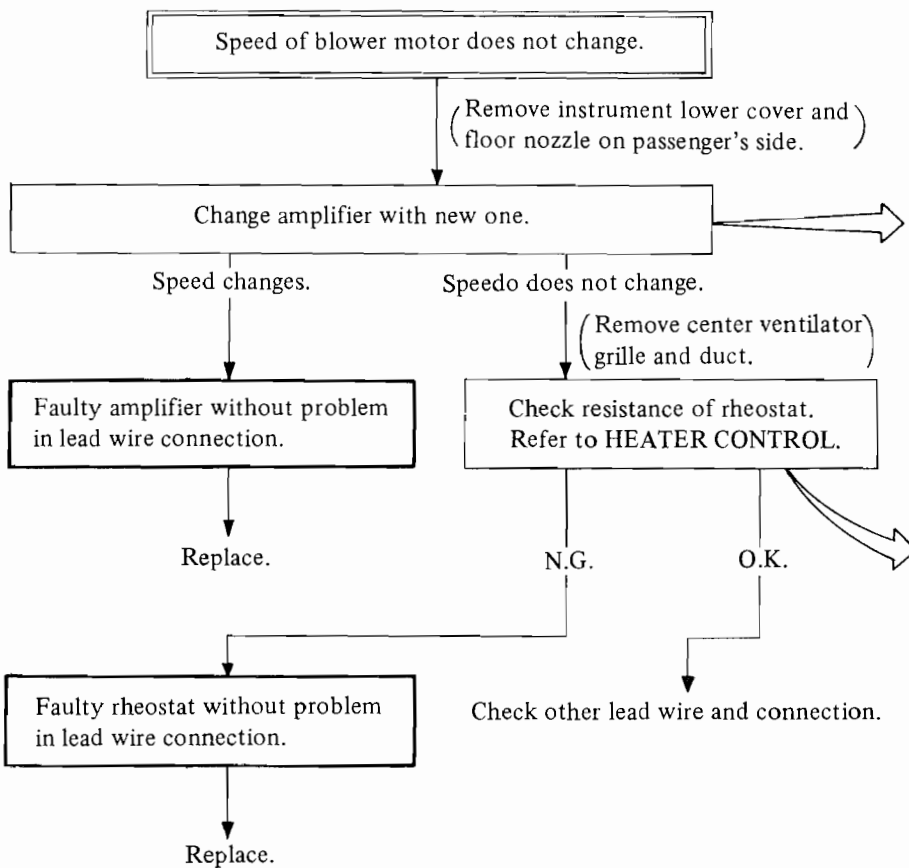 Speed of blower motor does not change.
(Remove instrument lower cover and
floor nozzle on passenger's side.)
Change amplifier with new one.
Speed changes.
Speedo does not change.
(Remove center ventilator
grille and duct.)
Faulty amplifier without problem
in lead wire connection.
Check resistance of rheostat.
Refer to HEATER CONTROL.
Replace.
N.G.
O.K.
Faulty rheostat without problem
in lead wire connection.
Check other lead wire and connection.
Replace.